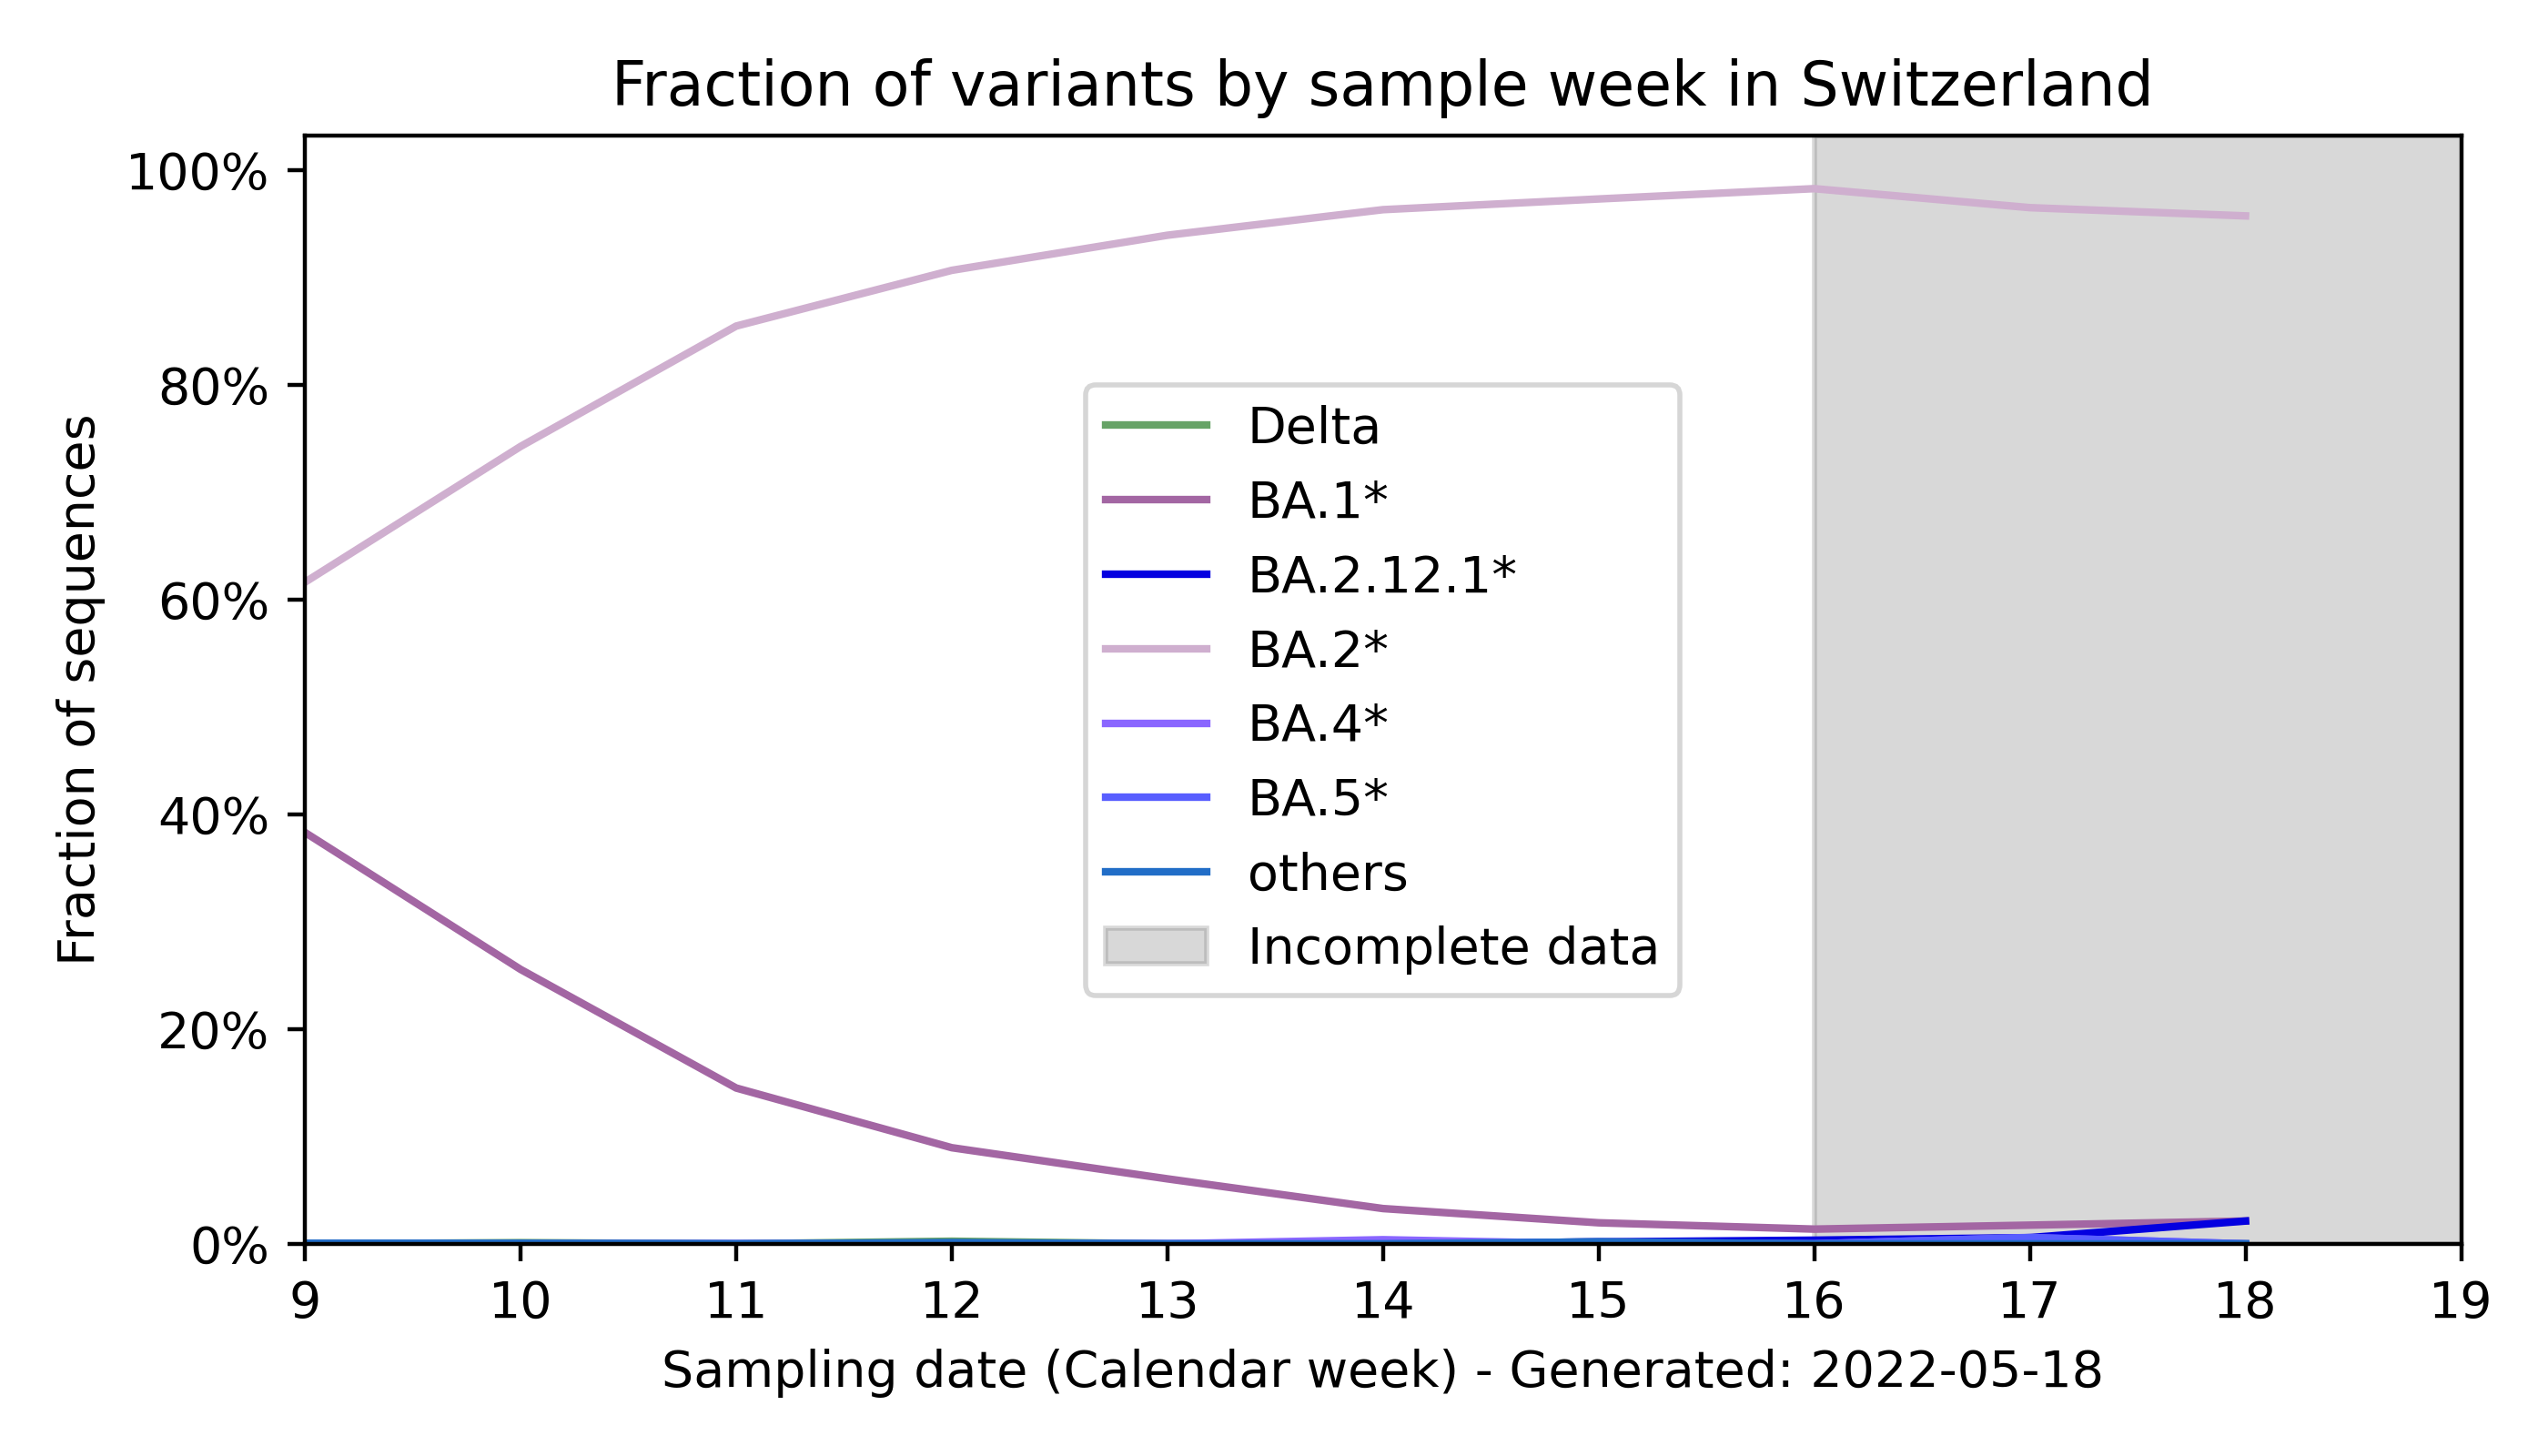 Fraction of variants by sample week in Switzerland
100%
80%
60%
40%
20%
0%
Fraction of sequences
Delta
BA.1*
BA.2.12.1*
BA.2*
BA.4*
BA.5*
others
Incomplete data
9 10 11 12 13 14 15 16 17 18 19
Sampling date (Calendar week) - Generated: 2022-05-18